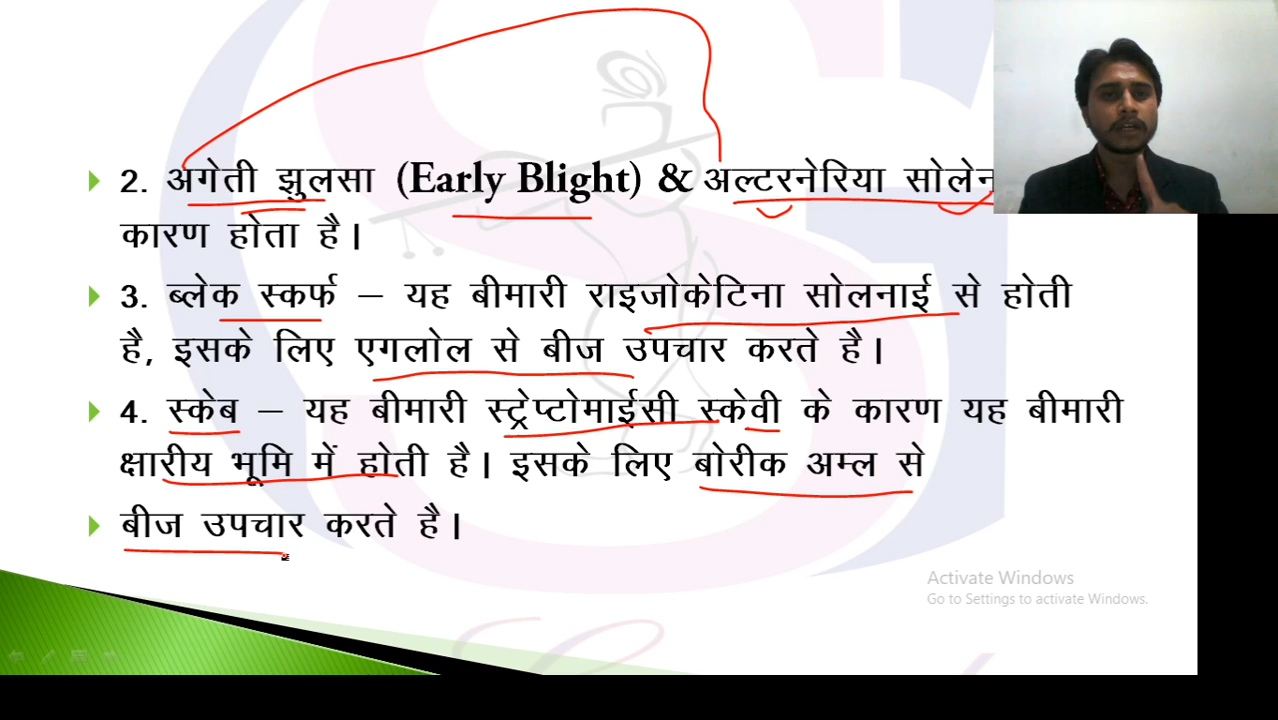 2. अगेती झुलसा (Early Blight) & अल्टरनेरिया
कारण होता है।
3. ब्लेक स्कर्फ – यह बीमारी राइजोकेटिना सोलनाई से होती
है, इसके लिए एगलोल से बीज उपचार करते है।
4. स्केब – यह बीमारी स्ट्रेप्टोमाईसी स्केवी के कारण यह बीमारी
क्षारीय भूमि में होती है। इसके लिए बोरीक अम्ल से
बीज उपचार करते है।
Activate Windows
Go to Settings to activate Windows.